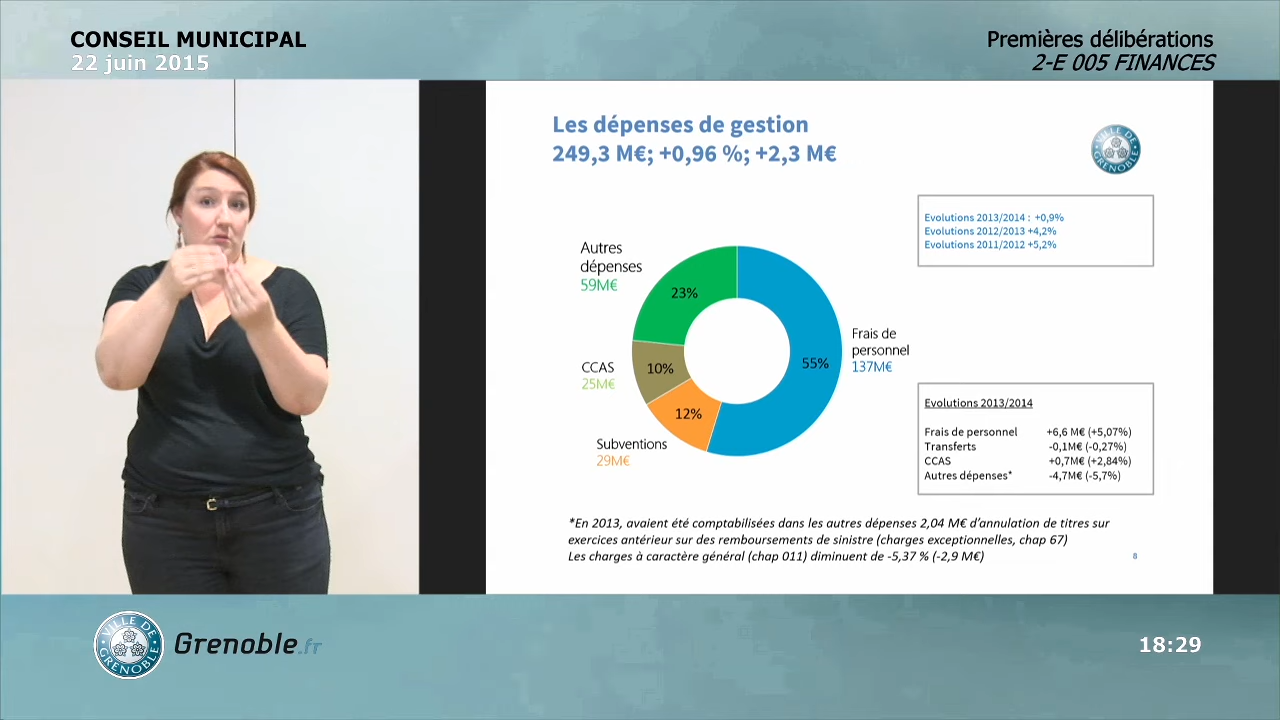 CONSEIL MUNICIPAL
22 juin 2015
Premières délibérations
2-E 005 FINANCES
Les dépenses de gestion
249,3 M€; +0,96 %; +2,3 M€
VILLE DE GRENOBLE
Evolutions 2013/2014 : +0,9%
Evolutions 2012/2013 +4,2%
Evolutions 2011/2012 +5,2%
Autres
dépenses
59M€
23%
Frais de
personnel
137M€
55%
CCAS
25M€
10%
12%
Subventions
29M€
Evolutions 2013/2014
Frais de personnel +6,6 M€ (+5,07%)
Transferts -0,1M€ (-0,27%)
CCAS +0,7M€ (+2,84%)
Autres dépenses* -4,7M€ (-5,7%)
*En 2013, avaient été comptabilisées dans les autres dépenses 2,04 M€ d'annulation de titres sur
exercices antérieur sur des remboursements de sinistre (charges exceptionnelles, chap 67)
Les charges à caractère général (chap 011) diminuent de -5,37 % (-2,9 M€)
8
VILLE DE GRENOBLE
Grenoble.fr
18:29